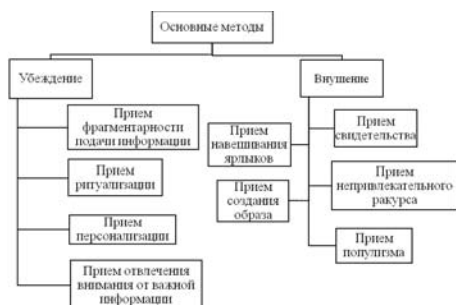 Основные методы
Убеждение
Внушение
Прием
фрагментарности
подачи информации
Прием
ритуализации
Прием
персонализации
Прием отвлечения
внимания от важной
информации
Прием
навешивания
ярлыков
Прием
создания
образа
Прием
свидетельства
Прием
непривлекательного
ракурса
Прием
популизма